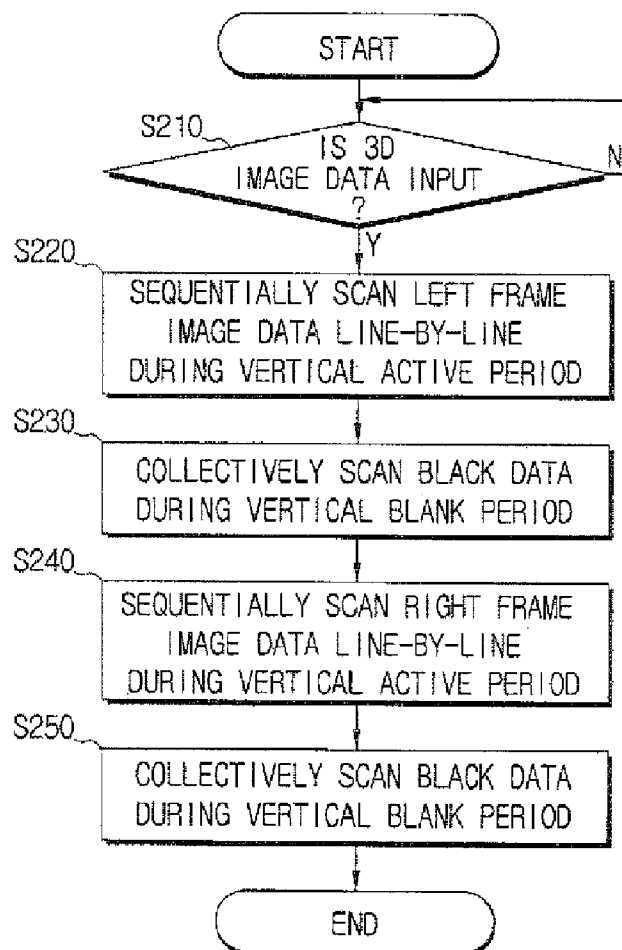 START
S210
IS 3D
IMAGE DATA INPUT
?
N
Y
S220
SEQUENTIALLY SCAN LEFT FRAME
IMAGE DATA LINE-BY-LINE
DURING VERTICAL ACTIVE PERIOD
S230
COLLECTIVELY SCAN BLACK DATA
DURING VERTICAL BLANK PERIOD
S240
SEQUENTIALLY SCAN RIGHT FRAME
IMAGE DATA LINE-BY-LINE
DURING VERTICAL ACTIVE PERIOD
S250
COLLECTIVELY SCAN BLACK DATA
DURING VERTICAL BLANK PERIOD
END